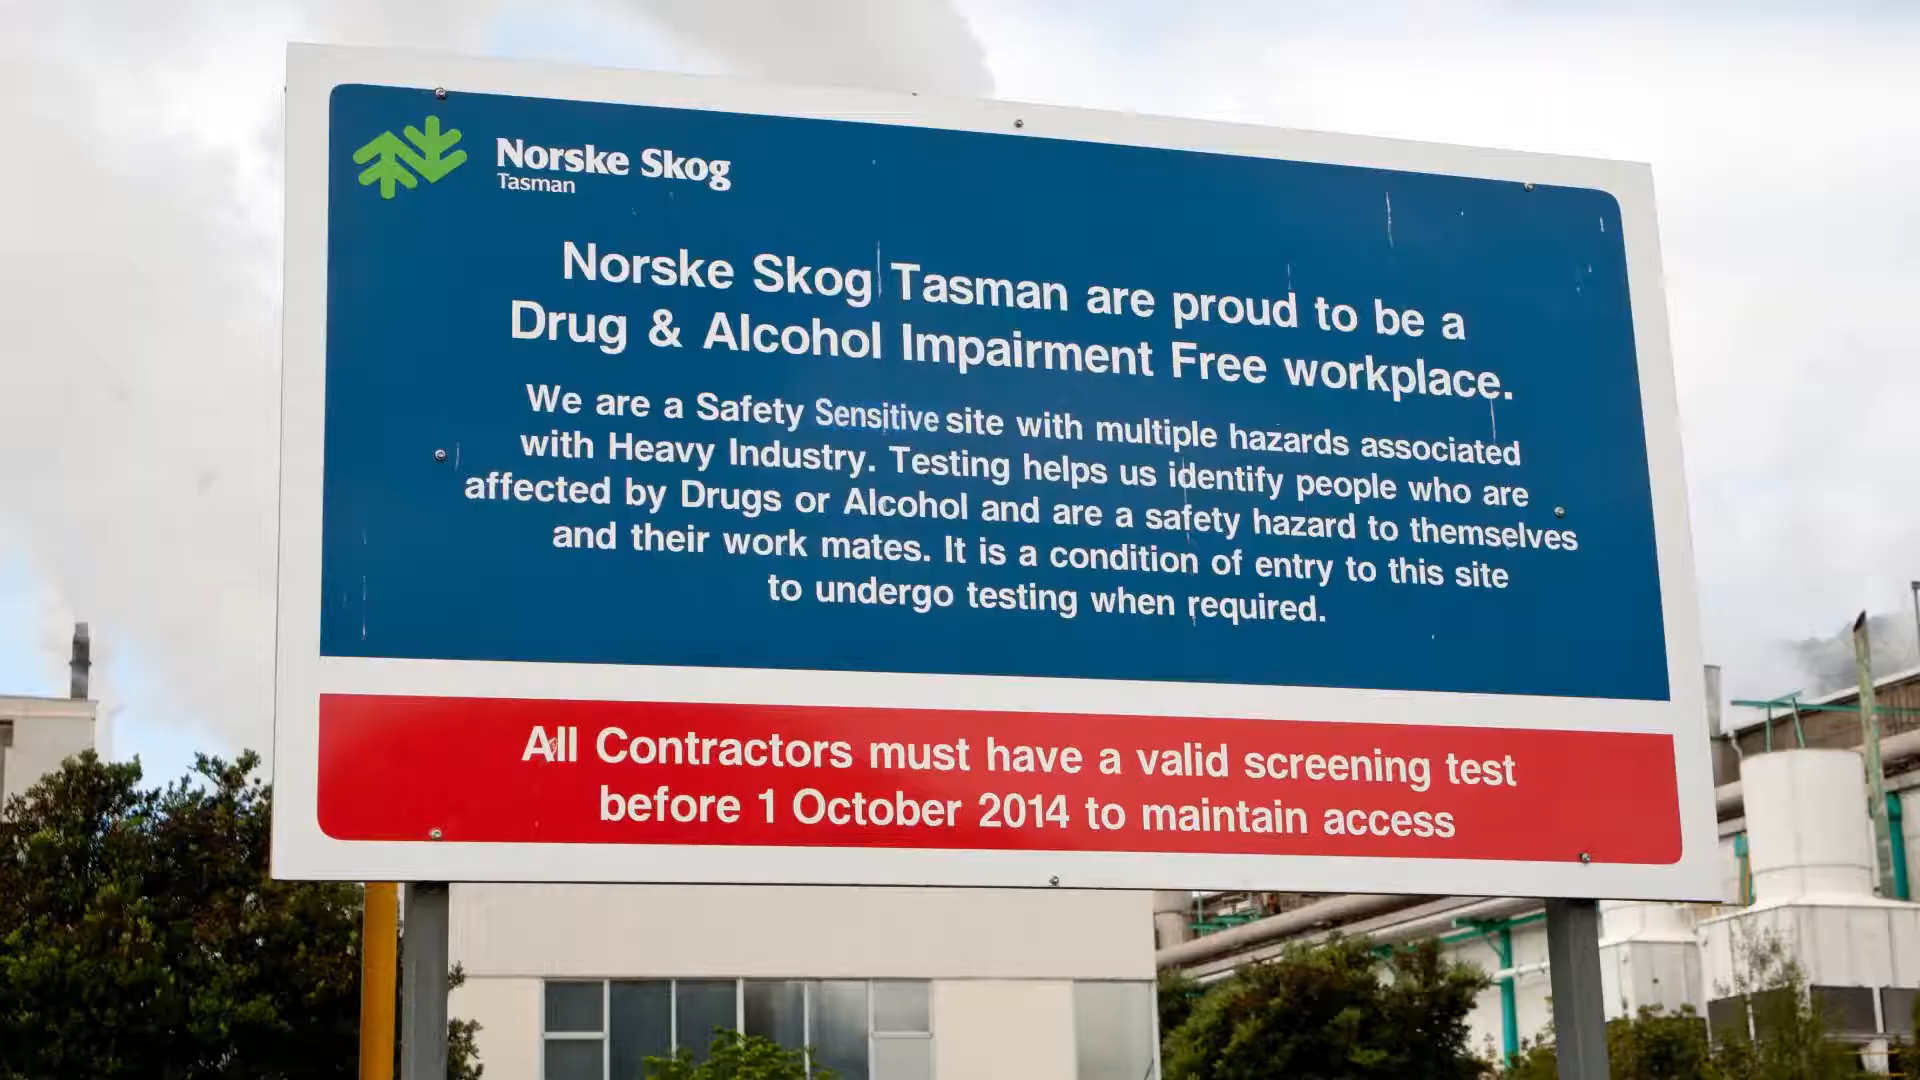 Norske Skog
Tasman
Norske Skog Tasman are proud to be a
Drug & Alcohol Impairment Free workplace.
We are a Safety Sensitive site with multiple hazards associated
with Heavy Industry. Testing helps us identify people who are
affected by Drugs or Alcohol and are a safety hazard to themselves
and their work mates. It is a condition of entry to this site
to undergo testing when required.
All Contractors must have a valid screening test
before 1 October 2014 to maintain access